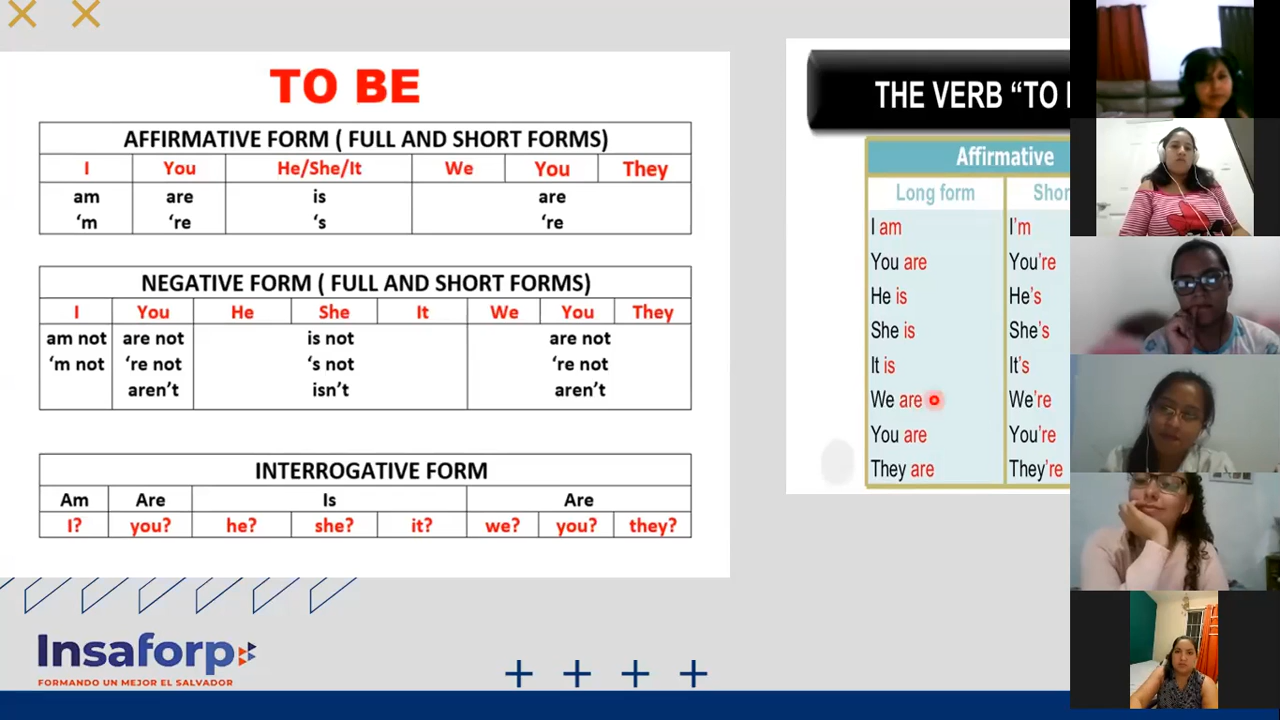 TO BE
AFFIRMATIVE FORM ( FULL AND SHORT FORMS)
I You He/She/It We You They
am are is are
‘m ‘re ‘s ‘re
NEGATIVE FORM ( FULL AND SHORT FORMS)
I You He She It We You They
am not are not is not are not
‘m not ‘re not ‘s not ‘re not
aren’t isn’t aren’t
INTERROGATIVE FORM
Am Are Is Are
I? you? he? she? it? we? you? they?
Insaforp
FORMANDO UN MEJOR EL SALVADOR
THE VERB “TO
Affirmative
Long form
I am I’m
You are You’re
He is He’s
She is She’s
It is It’s
We are We’re
You are You’re
They are They’re